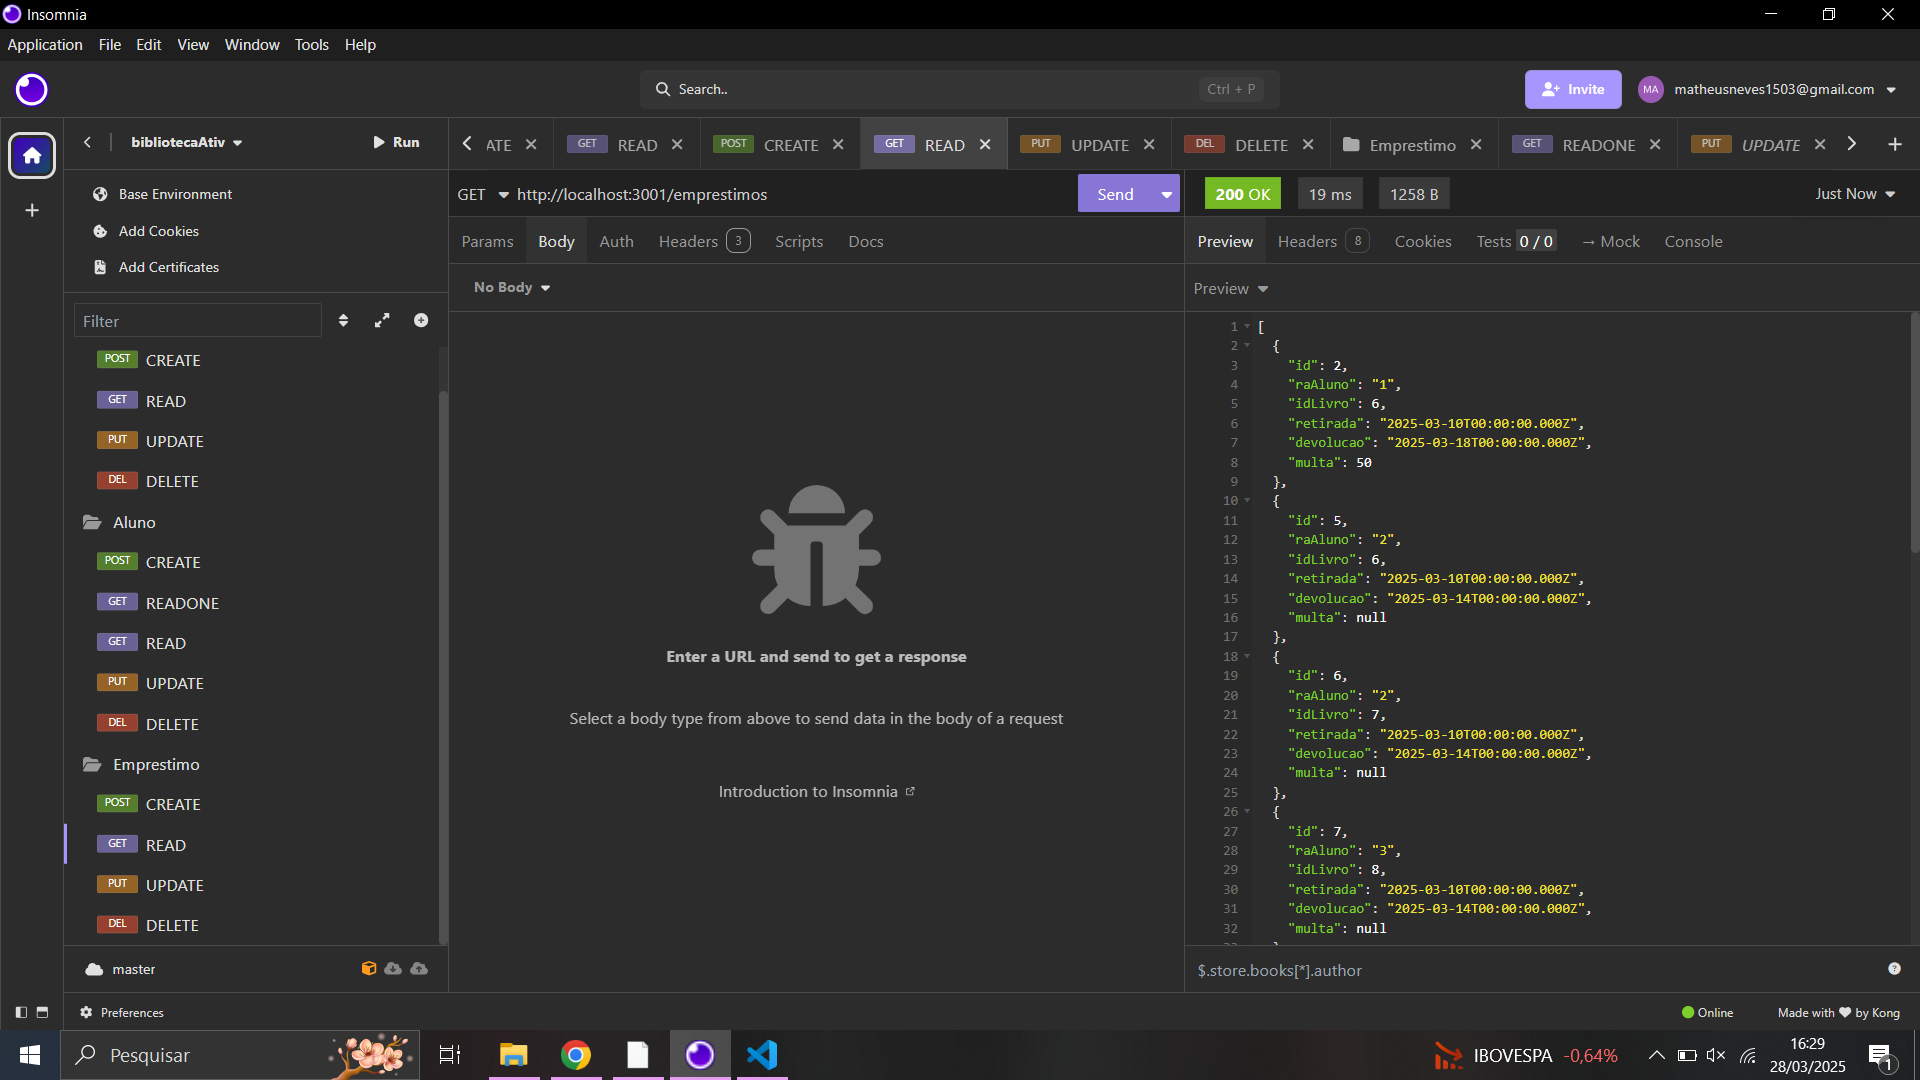 Insomnia
Application File Edit View Window Tools Help
Search.. Ctrl + P
Invite
MA matheusneves1503@gmail.com
bibliotecaAtiv
Run
ATE
GET READ
POST CREATE
GET READ
PUT UPDATE
DEL DELETE
Emprestimo
GET READONE
PUT UPDATE
Base Environment
Add Cookies
Add Certificates
Filter
POST CREATE
GET READ
PUT UPDATE
DEL DELETE
Aluno
POST CREATE
GET READONE
GET READ
PUT UPDATE
DEL DELETE
Emprestimo
POST CREATE
GET READ
PUT UPDATE
DEL DELETE
master
GET http://localhost:3001/emprestimos Send
Params Body Auth Headers 3 Scripts Docs
No Body
Enter a URL and send to get a response
Select a body type from above to send data in the body of a request
Introduction to Insomnia
200 OK 19 ms 1258 B Just Now
Preview Headers 8 Cookies Tests 0 / 0 → Mock Console
Preview
1 [
2 {
3 "id": 2,
4 "raAluno": "1",
5 "idLivro": 6,
6 "retirada": "2025-03-10T00:00:00.000Z",
7 "devolucao": "2025-03-18T00:00:00.000Z",
8 "multa": 50
9 },
10 {
11 "id": 5,
12 "raAluno": "2",
13 "idLivro": 6,
14 "retirada": "2025-03-10T00:00:00.000Z",
15 "devolucao": "2025-03-14T00:00:00.000Z",
16 "multa": null
17 },
18 {
19 "id": 6,
20 "raAluno": "2",
21 "idLivro": 7,
22 "retirada": "2025-03-10T00:00:00.000Z",
23 "devolucao": "2025-03-14T00:00:00.000Z",
24 "multa": null
25 },
26 {
27 "id": 7,
28 "raAluno": "3",
29 "idLivro": 8,
30 "retirada": "2025-03-10T00:00:00.000Z",
31 "devolucao": "2025-03-14T00:00:00.000Z",
32 "multa": null
$.store.books[*].author
Preferences
Online Made with ♥ by Kong
Pesquisar
IBOVESPA -0,64%
16:29
28/03/2025
1